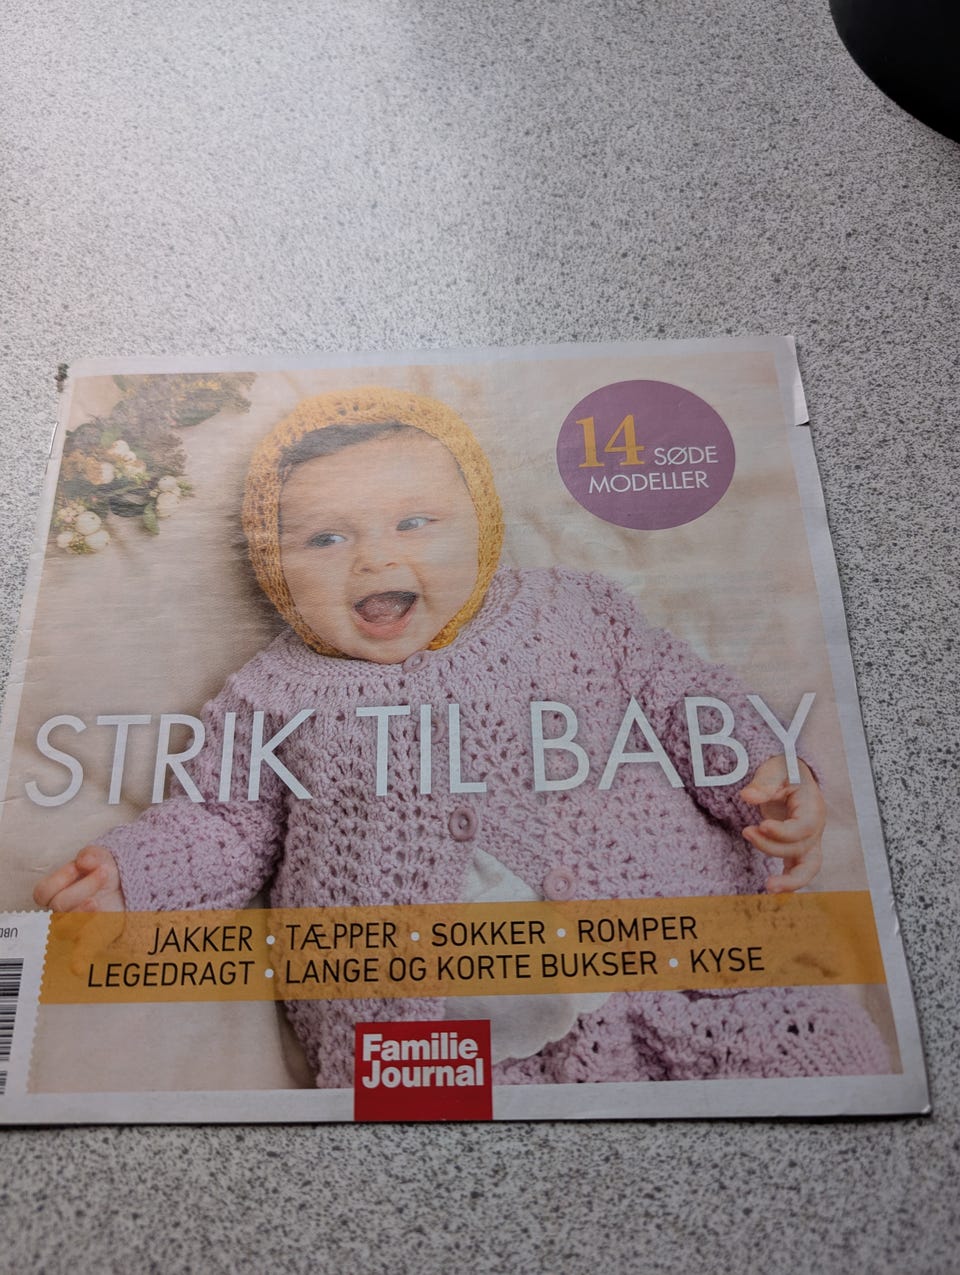 14 SØDE
MODELLER
STRIK TIL BABY
JAKKER • TÆPPER • SOKKER • ROMPER
LEGEDRAGT • LANGE OG KORTE BUKSER • KYSE
Familie
Journal